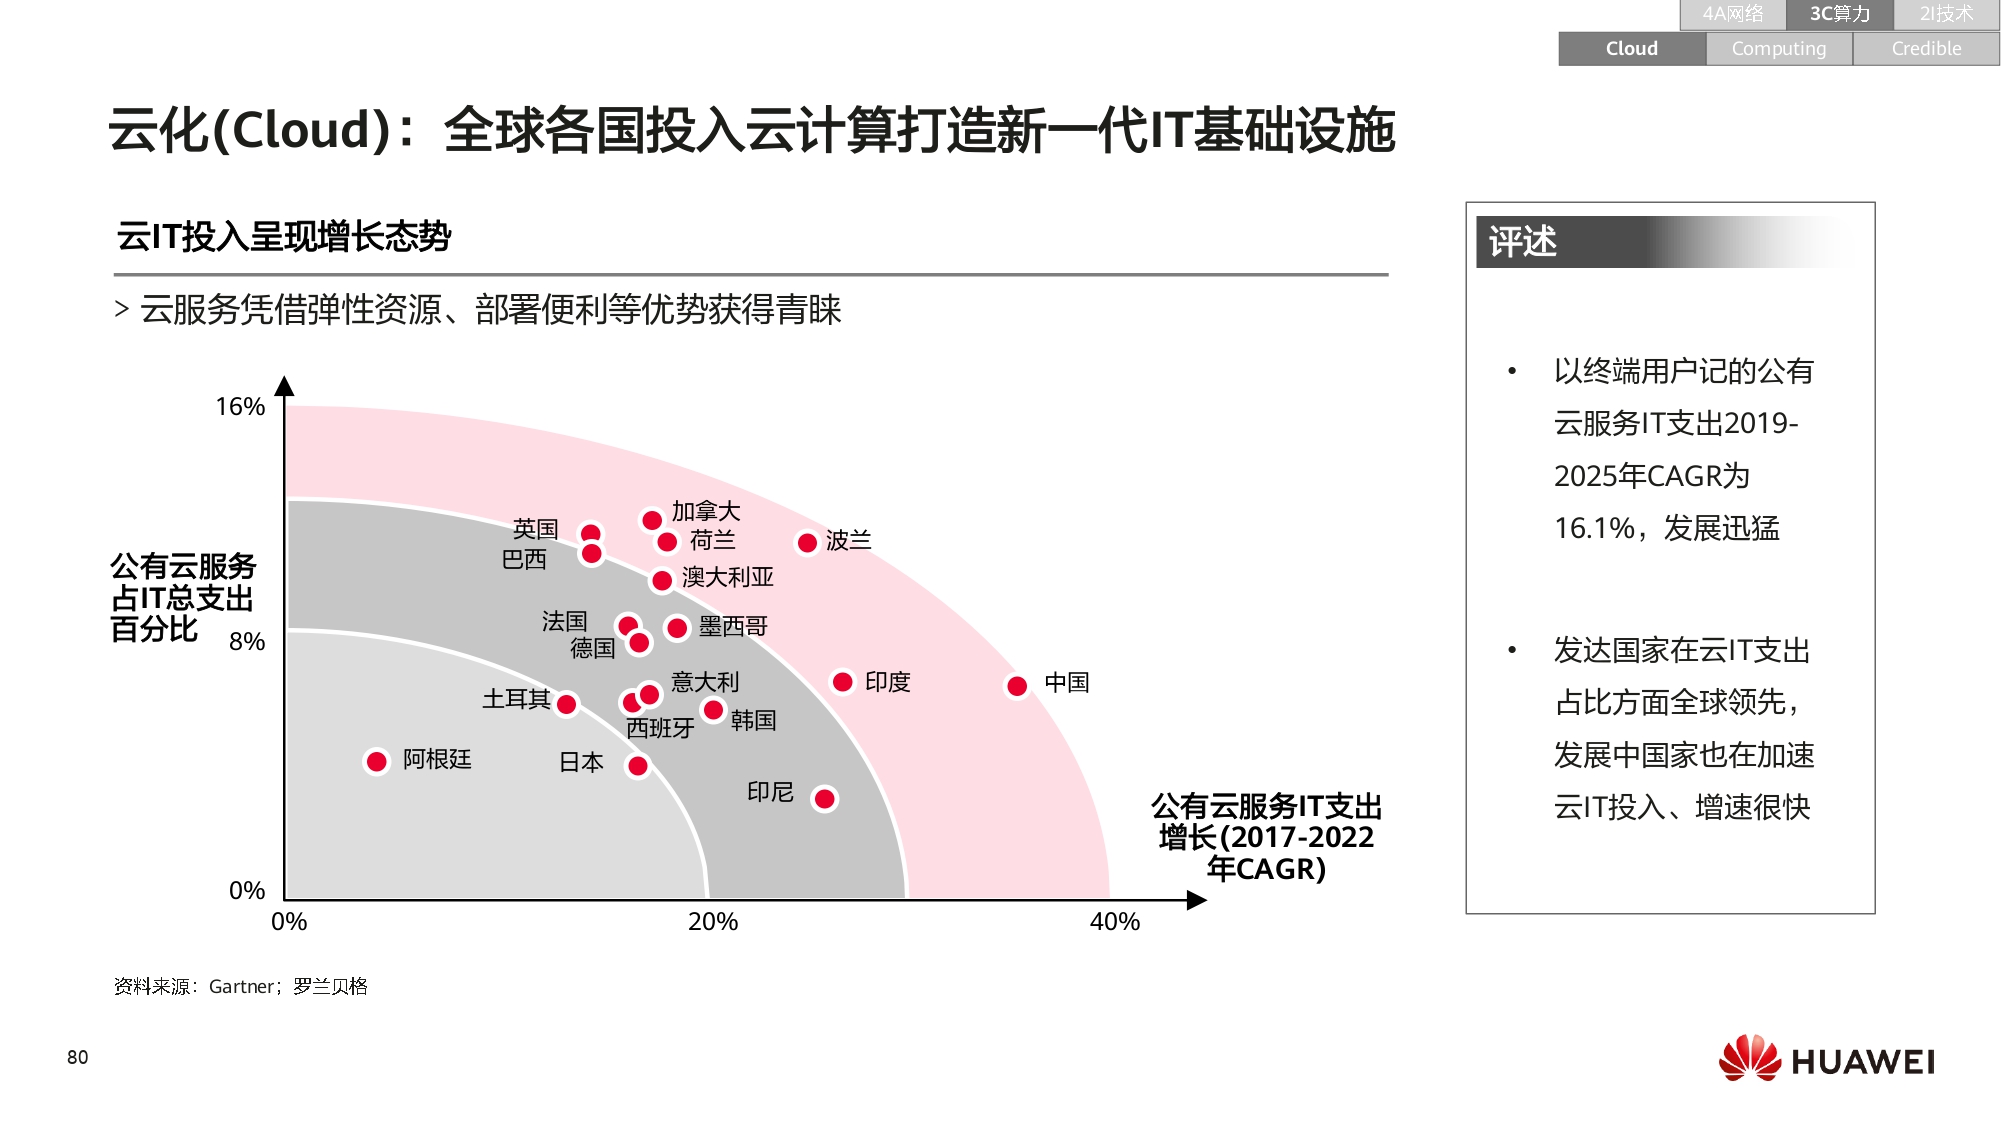 4A网络
3C算力
2I技术
Cloud
Computing
Credible
云化(Cloud)：全球各国投入云计算打造新一代IT基础设施
云IT投入呈现增长态势
> 云服务凭借弹性资源、部署便利等优势获得青睐
16%
公有云服务
占IT总支出
百分比
8%
0%
0%
20%
40%
英国
巴西
加拿大
荷兰
波兰
澳大利亚
法国
德国
墨西哥
意大利
印度
中国
土耳其
西班牙
韩国
阿根廷
日本
印尼
公有云服务IT支出
增长(2017-2022
年CAGR)
评述
• 以终端用户记的公有
云服务IT支出2019-
2025年CAGR为
16.1%，发展迅猛
• 发达国家在云IT支出
占比方面全球领先，
发展中国家也在加速
云IT投入、增速很快
资料来源：Gartner；罗兰贝格
80
HUAWEI